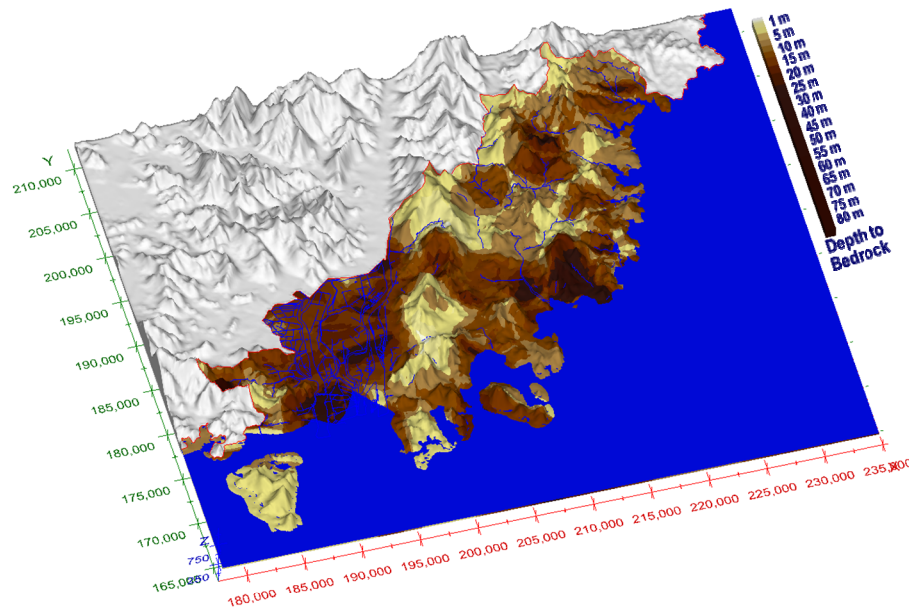 1 m
5 m
10 m
15 m
20 m
25 m
30 m
40 m
45 m
50 m
55 m
60 m
65 m
70 m
75 m
80 m
Depth to
Bedrock
Y
210,000
205,000
200,000
195,000
190,000
185,000
180,000
175,000
170,000
Z
750
180,000
185,000
190,000
195,000
200,000
205,000
210,000
215,000
220,000
225,000
230,000
X